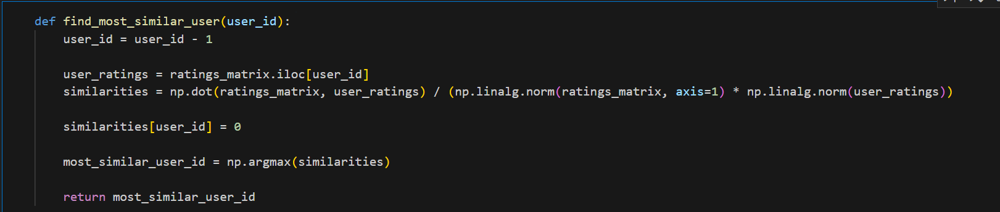 def find_most_similar_user(user_id):
    user_id = user_id - 1

    user_ratings = ratings_matrix.iloc[user_id]
    similarities = np.dot(ratings_matrix, user_ratings) / (np.linalg.norm(ratings_matrix, axis=1) * np.linalg.norm(user_ratings))

    similarities[user_id] = 0

    most_similar_user_id = np.argmax(similarities)

    return most_similar_user_id